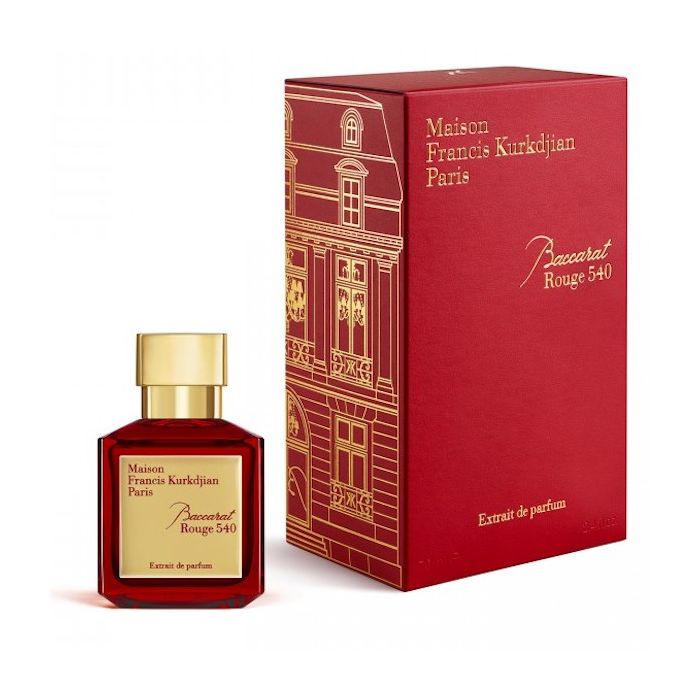 Maison
Francis Kurkdjian
Paris
Baccarat
Rouge 540
Extrait de parfum
Maison
Francis Kurkdjian
Paris
Baccarat
Rouge 540
Extrait de parfum